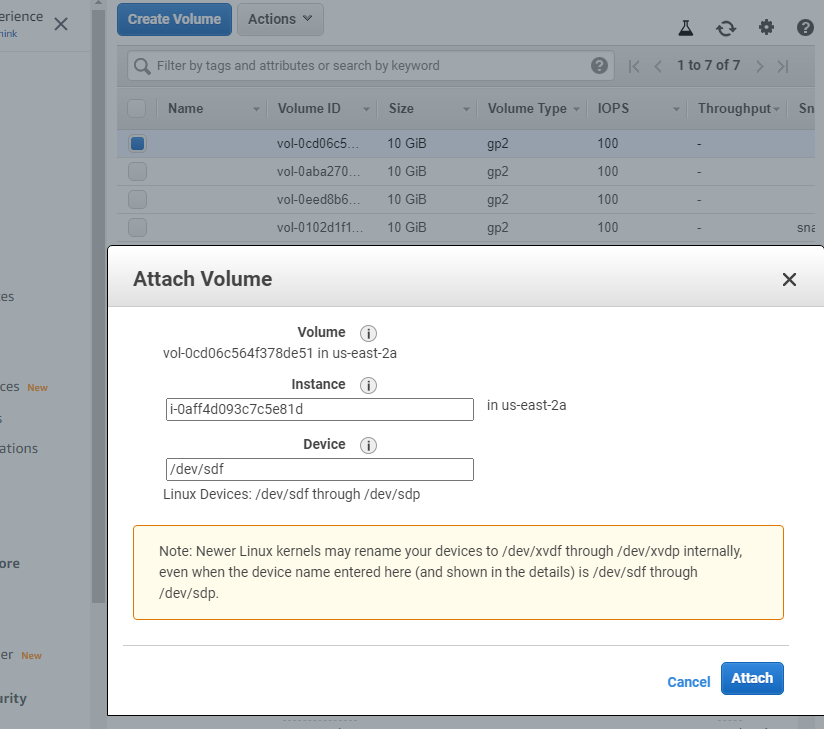 erience
hink
Create Volume
Actions
Filter by tags and attributes or search by keyword
1 to 7 of 7
Name Volume ID Size Volume Type IOPS Throughput Sn
vol-0cd06c5... 10 GiB gp2 100 -
vol-0aba270... 10 GiB gp2 100 -
vol-0eed8b6... 10 GiB gp2 100 -
vol-0102d1f1... 10 GiB gp2 100 - sna
ces
ces New
s
ations
ore
er New
urity
Attach Volume
Volume
vol-0cd06c564f378de51 in us-east-2a
Instance
i-0aff4d093c7c5e81d in us-east-2a
Device
/dev/sdf
Linux Devices: /dev/sdf through /dev/sdp
Note: Newer Linux kernels may rename your devices to /dev/xvdf through /dev/xvdp internally,
even when the device name entered here (and shown in the details) is /dev/sdf through
/dev/sdp.
Cancel Attach